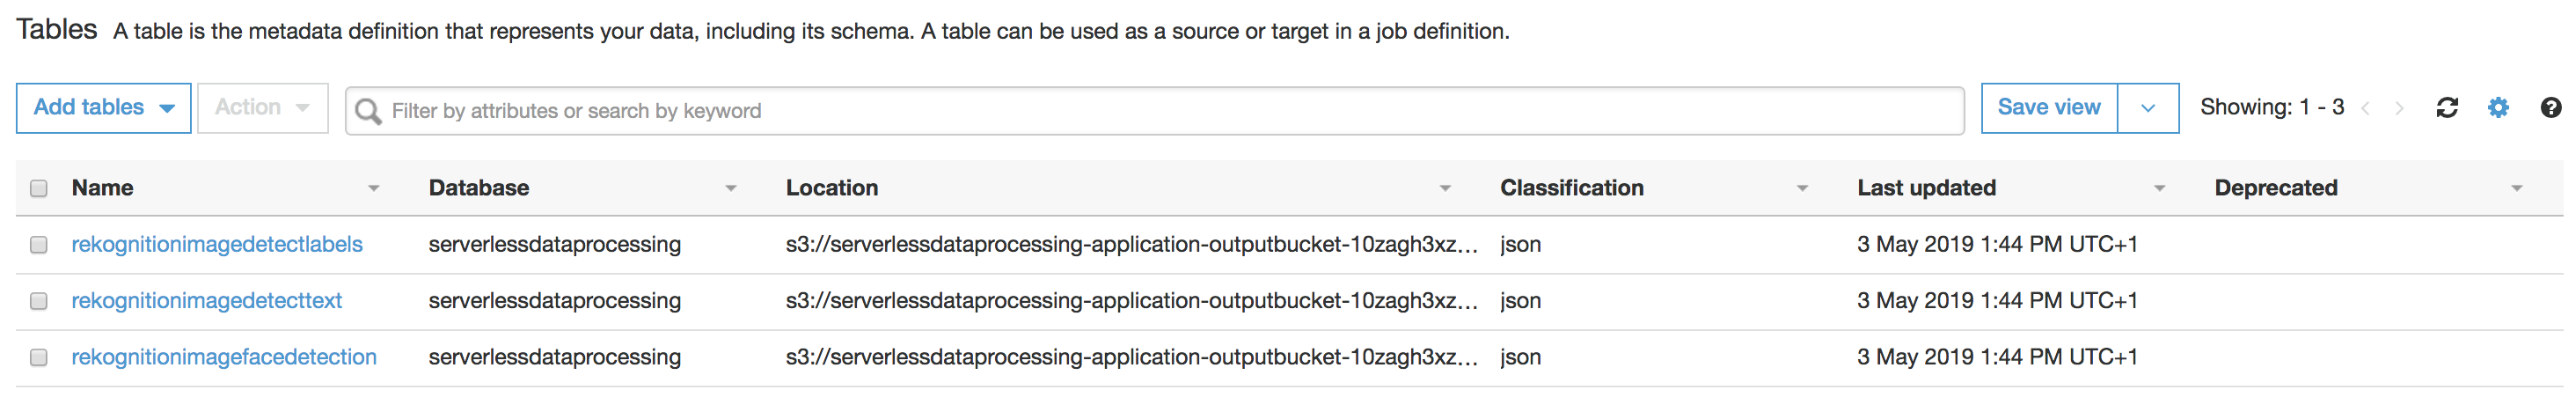 Tables A table is the metadata definition that represents your data, including its schema. A table can be used as a source or target in a job definition.
Add tables Action Filter by attributes or search by keyword Save view Showing: 1 - 3 ?
Name Database Location Classification Last updated Deprecated
rekognitionimagedetectlabels serverlessdataprocessing s3://serverlessdataprocessing-application-outputbucket-10zagh3xz... json 3 May 2019 1:44 PM UTC+1
rekognitionimagedetecttext serverlessdataprocessing s3://serverlessdataprocessing-application-outputbucket-10zagh3xz... json 3 May 2019 1:44 PM UTC+1
rekognitionimagefacedetection serverlessdataprocessing s3://serverlessdataprocessing-application-outputbucket-10zagh3xz... json 3 May 2019 1:44 PM UTC+1